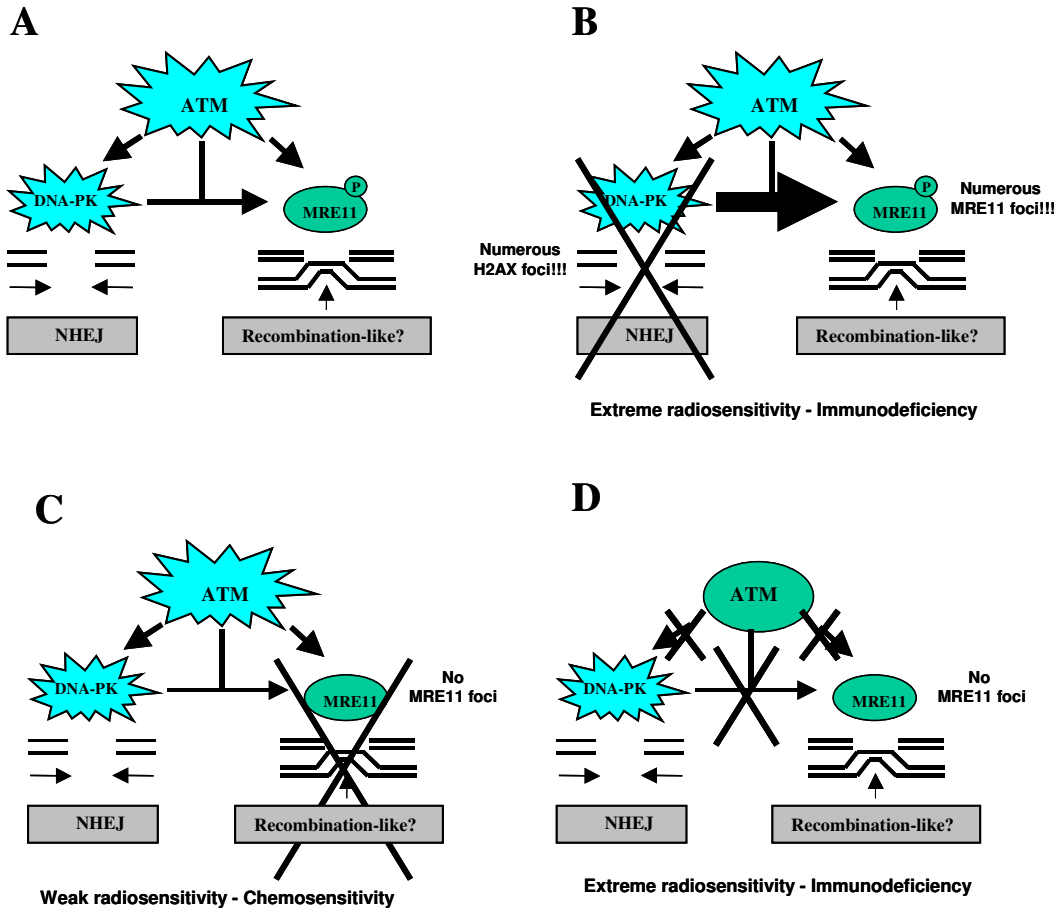 A
ATM
DNA-PK
P
MRE11
NHEJ
Recombination-like?
B
ATM
DNA-PK
P
MRE11
Numerous
MRE11 foci!!!
Numerous
H2AX foci!!!
NHEJ
Recombination-like?
Extreme radiosensitivity - Immunodeficiency
C
ATM
DNA-PK
MRE11
No
MRE11 foci
NHEJ
Recombination-like?
Weak radiosensitivity - Chemosensitivity
D
ATM
DNA-PK
MRE11
No
MRE11 foci
NHEJ
Recombination-like?
Extreme radiosensitivity - Immunodeficiency